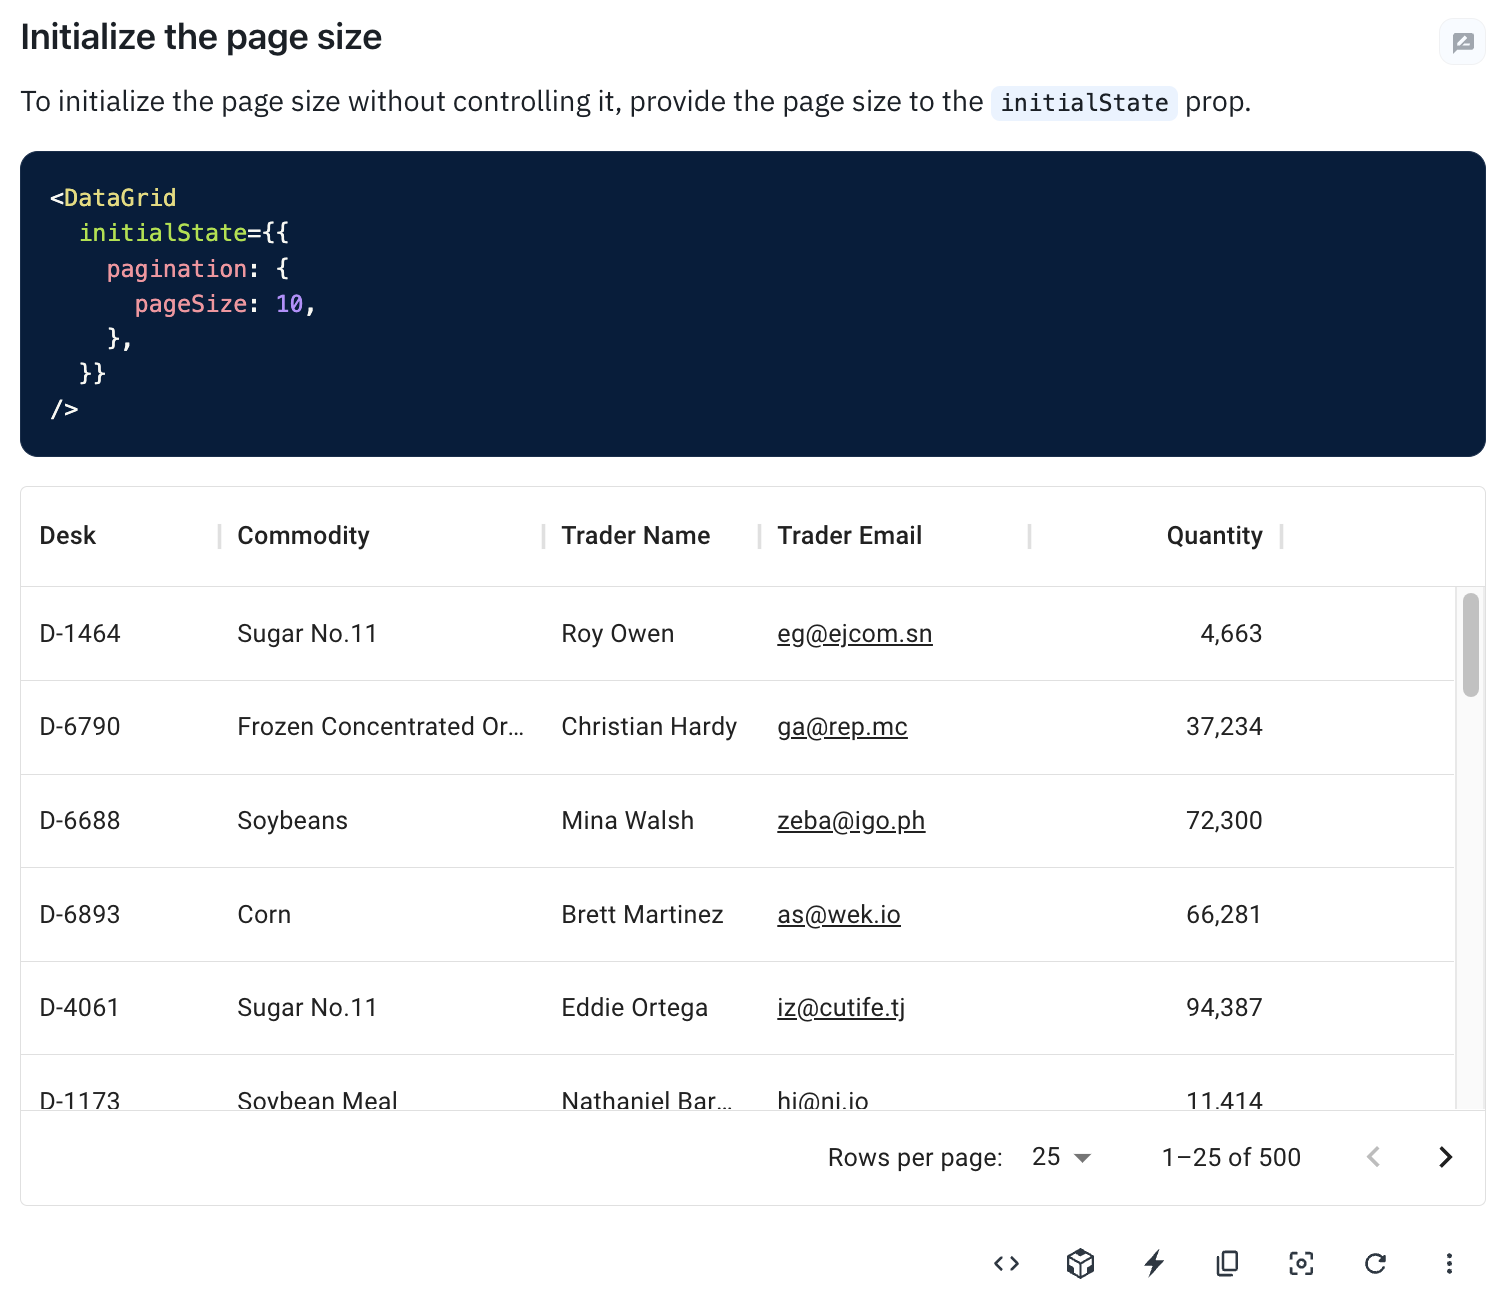 Initialize the page size
To initialize the page size without controlling it, provide the page size to the initialState prop.
<DataGrid
  initialState={{
    pagination: {
      pageSize: 10,
    },
  }}
/>
Desk Commodity Trader Name Trader Email Quantity
D-1464 Sugar No.11 Roy Owen eg@ejcom.sn 4,663
D-6790 Frozen Concentrated Or... Christian Hardy ga@rep.mc 37,234
D-6688 Soybeans Mina Walsh zeba@igo.ph 72,300
D-6893 Corn Brett Martinez as@wek.io 66,281
D-4061 Sugar No.11 Eddie Ortega iz@cutife.tj 94,387
D-1173 Soybean Meal Nathaniel Bar... hi@ni.io 11,414
Rows per page: 25 1–25 of 500